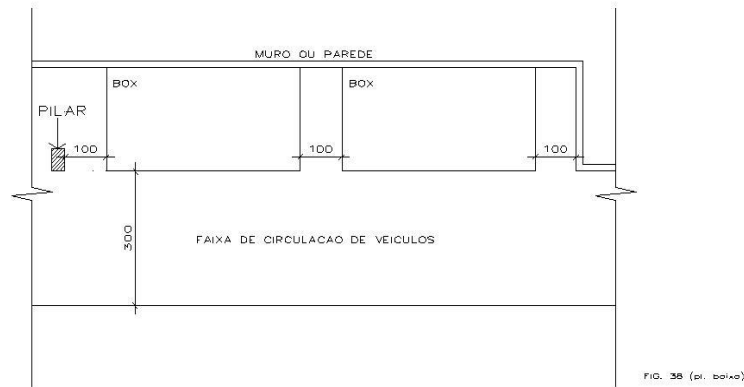 MURO OU PAREDE
BOX
BOX
PILAR
100
100
100
300
FAIXA DE CIRCULACAO DE VEICULOS
FIG. 38 (pl. baixa)